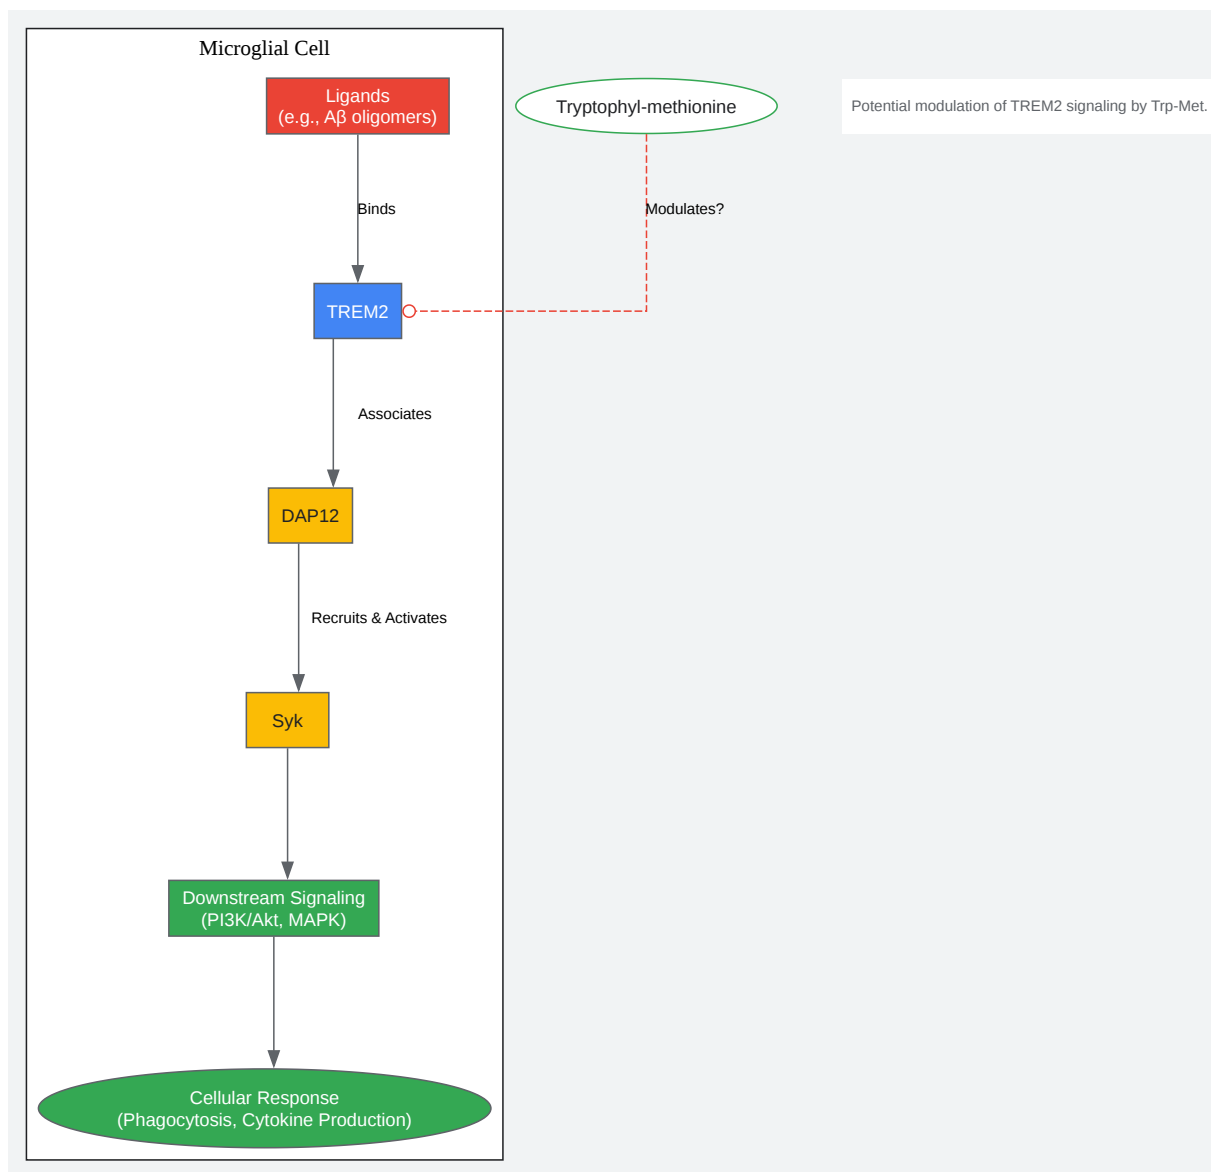 Microglial Cell
Ligands
(e.g., Aβ oligomers)
Tryptophyl-methionine
Potential modulation of TREM2 signaling by Trp-Met.
Binds
Modulates?
TREM2
Associates
DAP12
Recruits & Activates
Syk
Downstream Signaling
(PI3K/Akt, MAPK)
Cellular Response
(Phagocytosis, Cytokine Production)